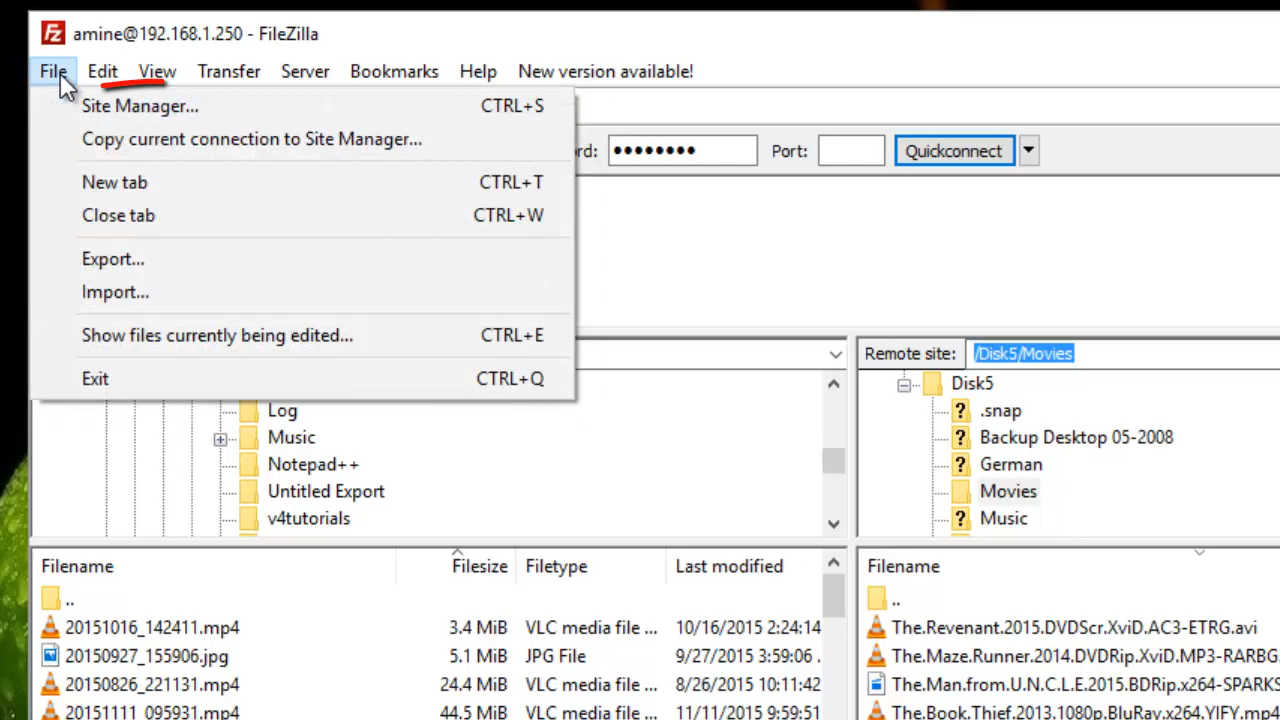 Fz amine@192.168.1.250 - FileZilla
File Edit View Transfer Server Bookmarks Help New version available!
Site Manager... CTRL+S
Copy current connection to Site Manager...
rd: ●●●●●●●● Port: Quickconnect
New tab CTRL+T
Close tab CTRL+W
Export...
Import...
Show files currently being edited... CTRL+E
Exit CTRL+Q
Remote site: /Disk5/Movies
Log
Music
Notepad++
Untitled Export
v4tutorials
Disk5
? .snap
? Backup Desktop 05-2008
? German
Movies
? Music
Filename Filesize Filetype Last modified
..
20151016_142411.mp4 3.4 MiB VLC media file ... 10/16/2015 2:24:14
20150927_155906.jpg 5.1 MiB JPG File 9/27/2015 3:59:06 .
20150826_221131.mp4 24.4 MiB VLC media file ... 8/26/2015 10:11:42
20151111_095931.mp4 44.5 MiB VLC media file ... 11/11/2015 9:59:51
Filename
..
The.Revenant.2015.DVDScr.XviD.AC3-ETRG.avi
The.Maze.Runner.2014.DVDRip.XviD.MP3-RARBG
The.Man.from.U.N.C.L.E.2015.BDRip.x264-SPARKS
The.Book.Thief.2013.1080p.BluRay.x264.YIFY.mp4